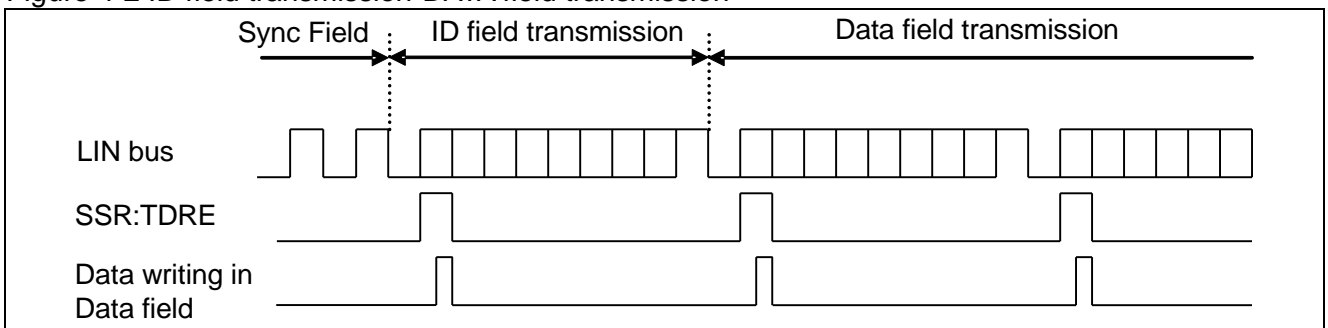 Sync Field ID field transmission Data field transmission
LIN bus
SSR:TDRE
Data writing in
Data field